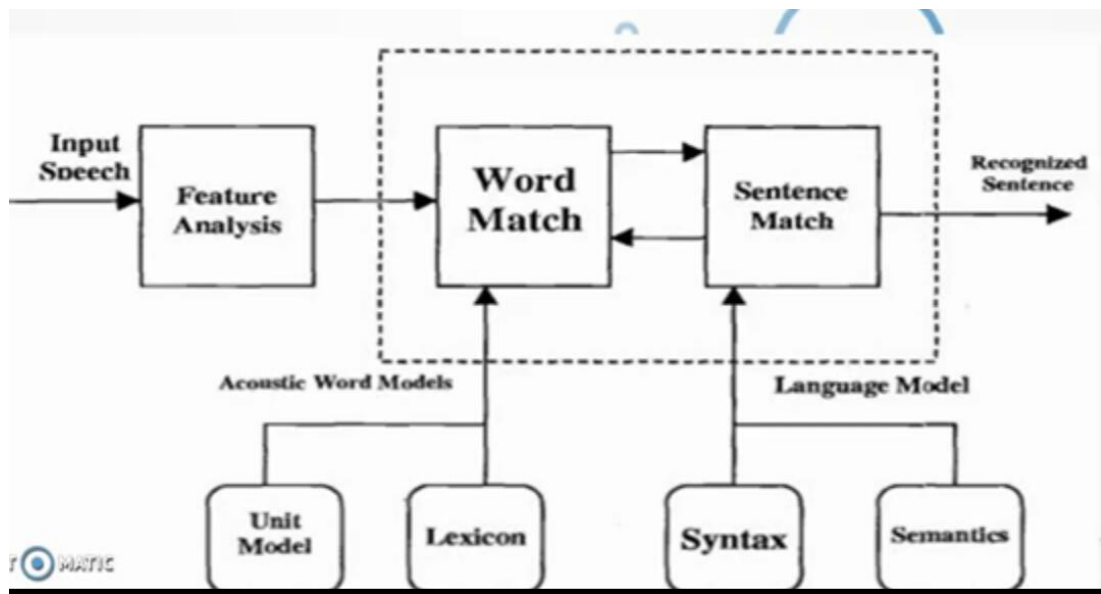 Input
Speech
Feature
Analysis
Word
Match
Sentence
Match
Recognized
Sentence
Acoustic Word Models
Language Model
Unit
Model
Lexicon
Syntax
Semantics
MATIC